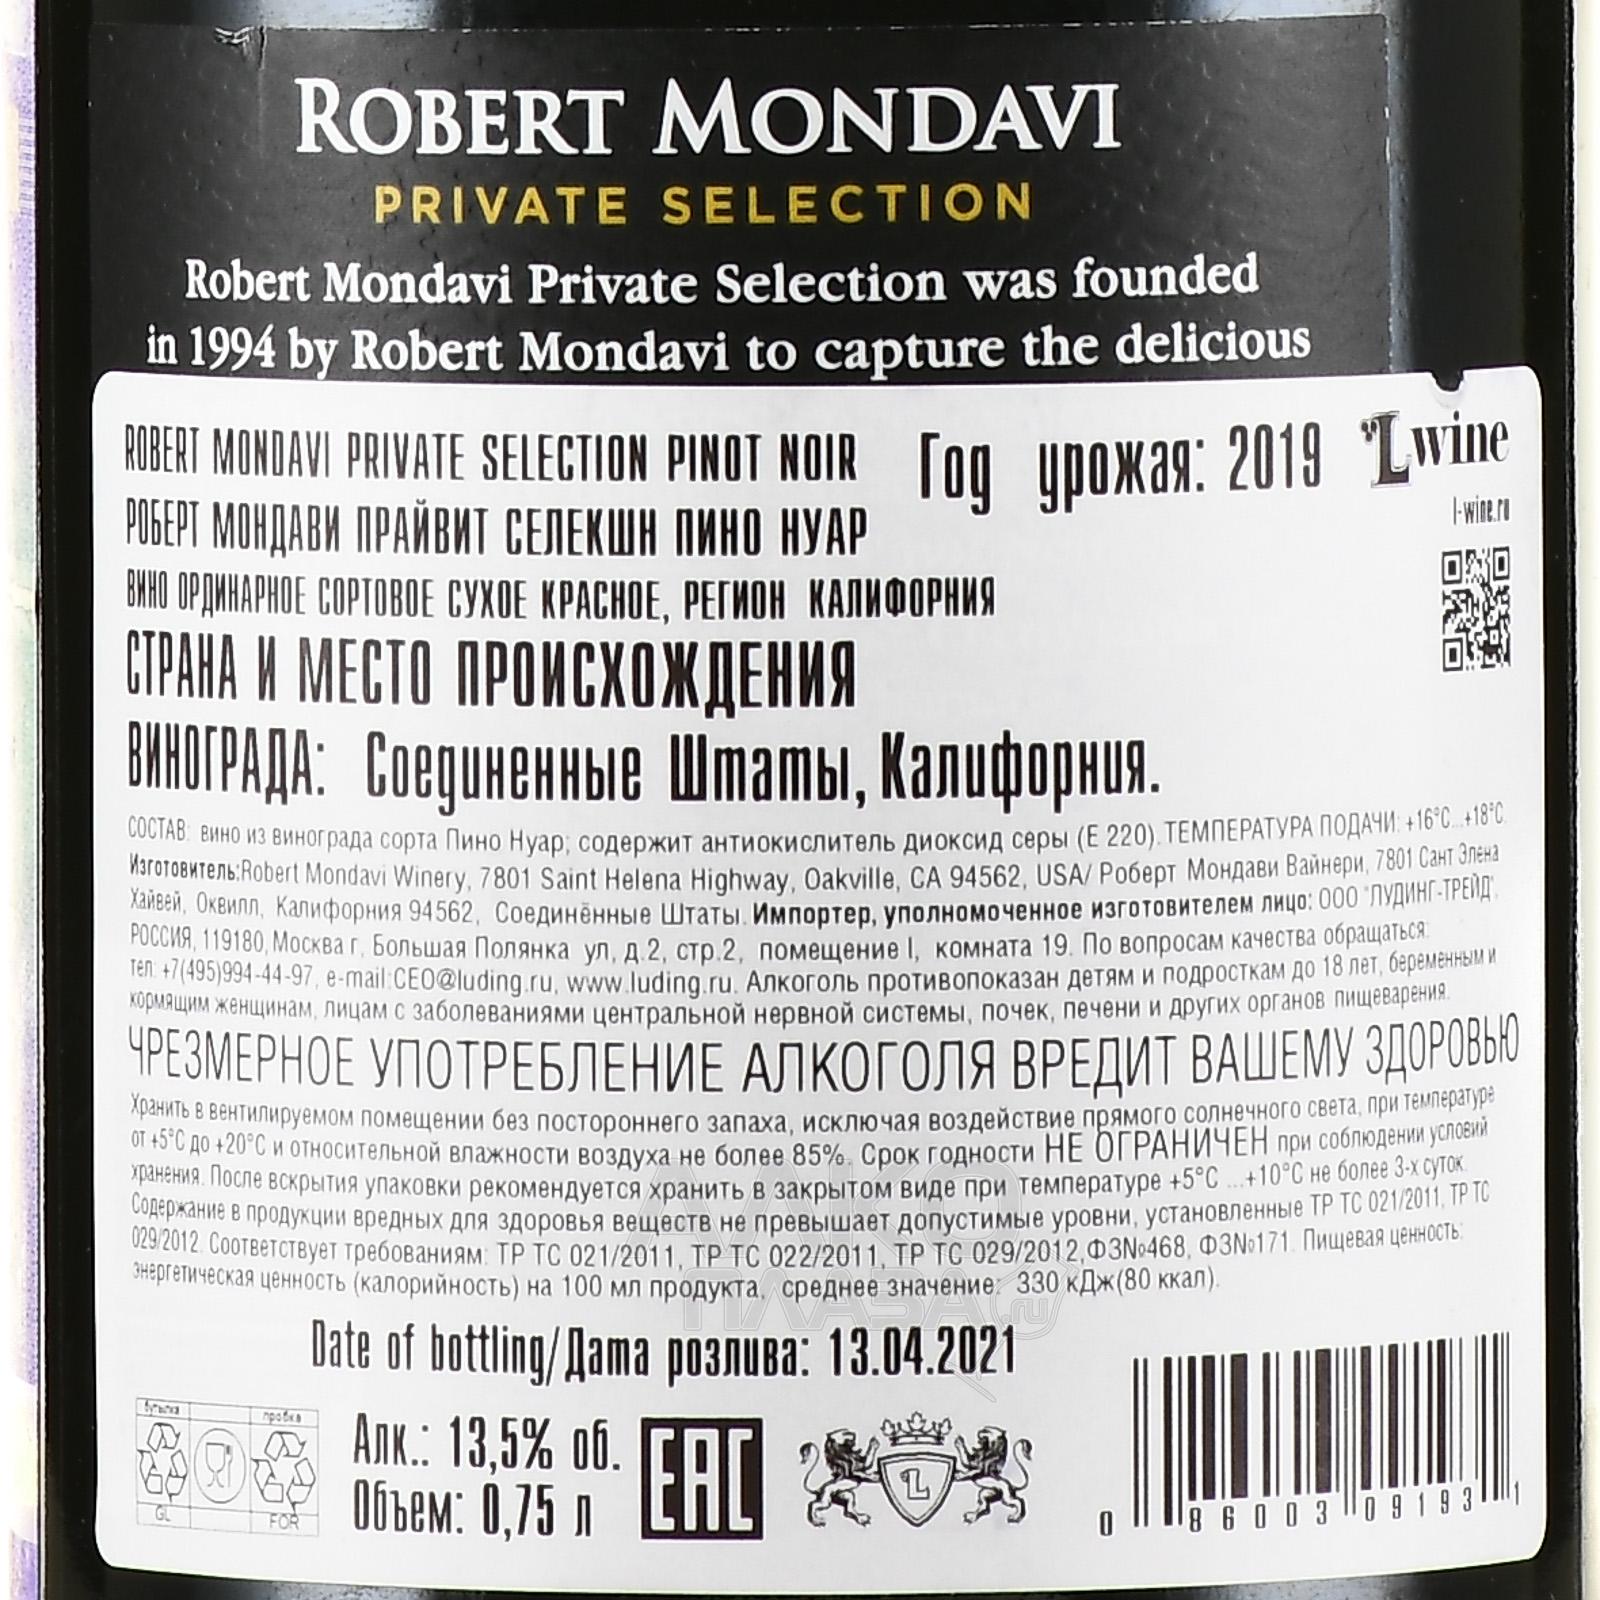 ROBERT MONDAVI
PRIVATE SELECTION
Robert Mondavi Private Selection was founded
in 1994 by Robert Mondavi to capture the delicious
ROBERT MONDAVI PRIVATE SELECTION PINOT NOIR
Год урожая: 2019
L wine
l-wine.ru
РОБЕРТ МОНДАВИ ПРАЙВИТ СЕЛЕКШН ПИНО НУАР
ВИНО ОРДИНАРНОЕ СОРТОВОЕ СУХОЕ КРАСНОЕ, РЕГИОН КАЛИФОРНИЯ
СТРАНА И МЕСТО ПРОИСХОЖДЕНИЯ
ВИНОГРАДА: Соединенные Штаты, Калифорния.
СОСТАВ: вино из винограда сорта Пино Нуар; содержит антиокислитель диоксид серы (Е 220). ТЕМПЕРАТУРА ПОДАЧИ: +16°С...+18°С.
Изготовитель:Robert Mondavi Winery, 7801 Saint Helena Highway, Oakville, CA 94562, USA/ Роберт Мондави Вайнери, 7801 Сант Элена
Хайвей, Оквилл, Калифорния 94562, Соединённые Штаты. Импортер, уполномоченное изготовителем лицо: ООО "ЛУДИНГ-ТРЕЙД",
РОССИЯ, 119180, Москва г, Большая Полянка ул, д.2, стр.2, помещение I, комната 19. По вопросам качества обращаться:
тел: +7(495)994-44-97, e-mail:CEO@luding.ru, www.luding.ru. Алкоголь противопоказан детям и подросткам до 18 лет, беременным и
кормящим женщинам, лицам с заболеваниями центральной нервной системы, почек, печени и других органов пищеварения.
ЧРЕЗМЕРНОЕ УПОТРЕБЛЕНИЕ АЛКОГОЛЯ ВРЕДИТ ВАШЕМУ ЗДОРОВЬЮ
Хранить в вентилируемом помещении без постороннего запаха, исключая воздействие прямого солнечного света, при температуре
от +5°С до +20°С и относительной влажности воздуха не более 85%. Срок годности НЕ ОГРАНИЧЕН при соблюдении условий
хранения. После вскрытия упаковки рекомендуется хранить в закрытом виде при температуре +5°С ...+10°С не более 3-х суток.
Содержание в продукции вредных для здоровья веществ не превышает допустимые уровни, установленные ТР ТС 021/2011, ТР ТС
029/2012. Соответствует требованиям: ТР ТС 021/2011, ТР ТС 022/2011, ТР ТС 029/2012,ФЗ№468, ФЗ№171. Пищевая ценность:
энергетическая ценность (калорийность) на 100 мл продукта, среднее значение: 330 кДж(80 ккал).
АЛКО
ПЛАЗА.ru
Date of bottling/Дата розлива: 13.04.2021
бутылка
пробка
GL
FOR
Алк.: 13,5% об.
Объем: 0,75 л
EAC
L
0 86003 09193 1